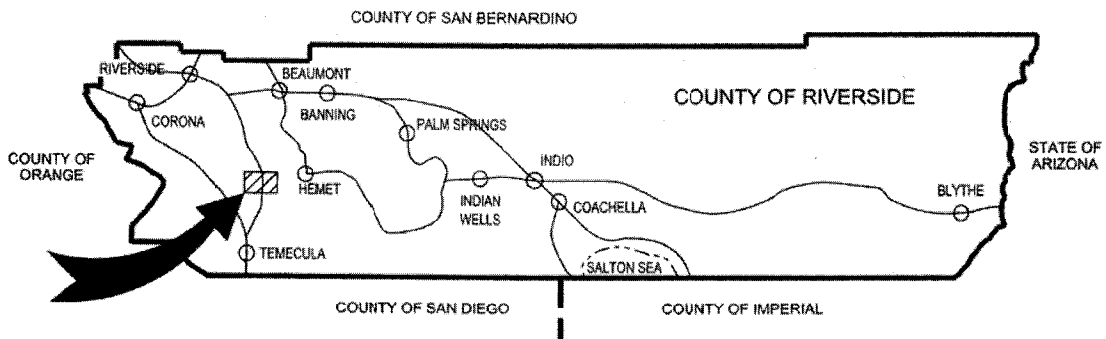 COUNTY OF SAN BERNARDINO
RIVERSIDE
BEAUMONT
COUNTY OF RIVERSIDE
CORONA
BANNING
PALM SPRINGS
COUNTY OF
ORANGE
STATE OF
ARIZONA
INDIO
HEMET
BLYTHE
INDIAN
WELLS
COACHELLA
TEMECULA
SALTON SEA
COUNTY OF SAN DIEGO
COUNTY OF IMPERIAL